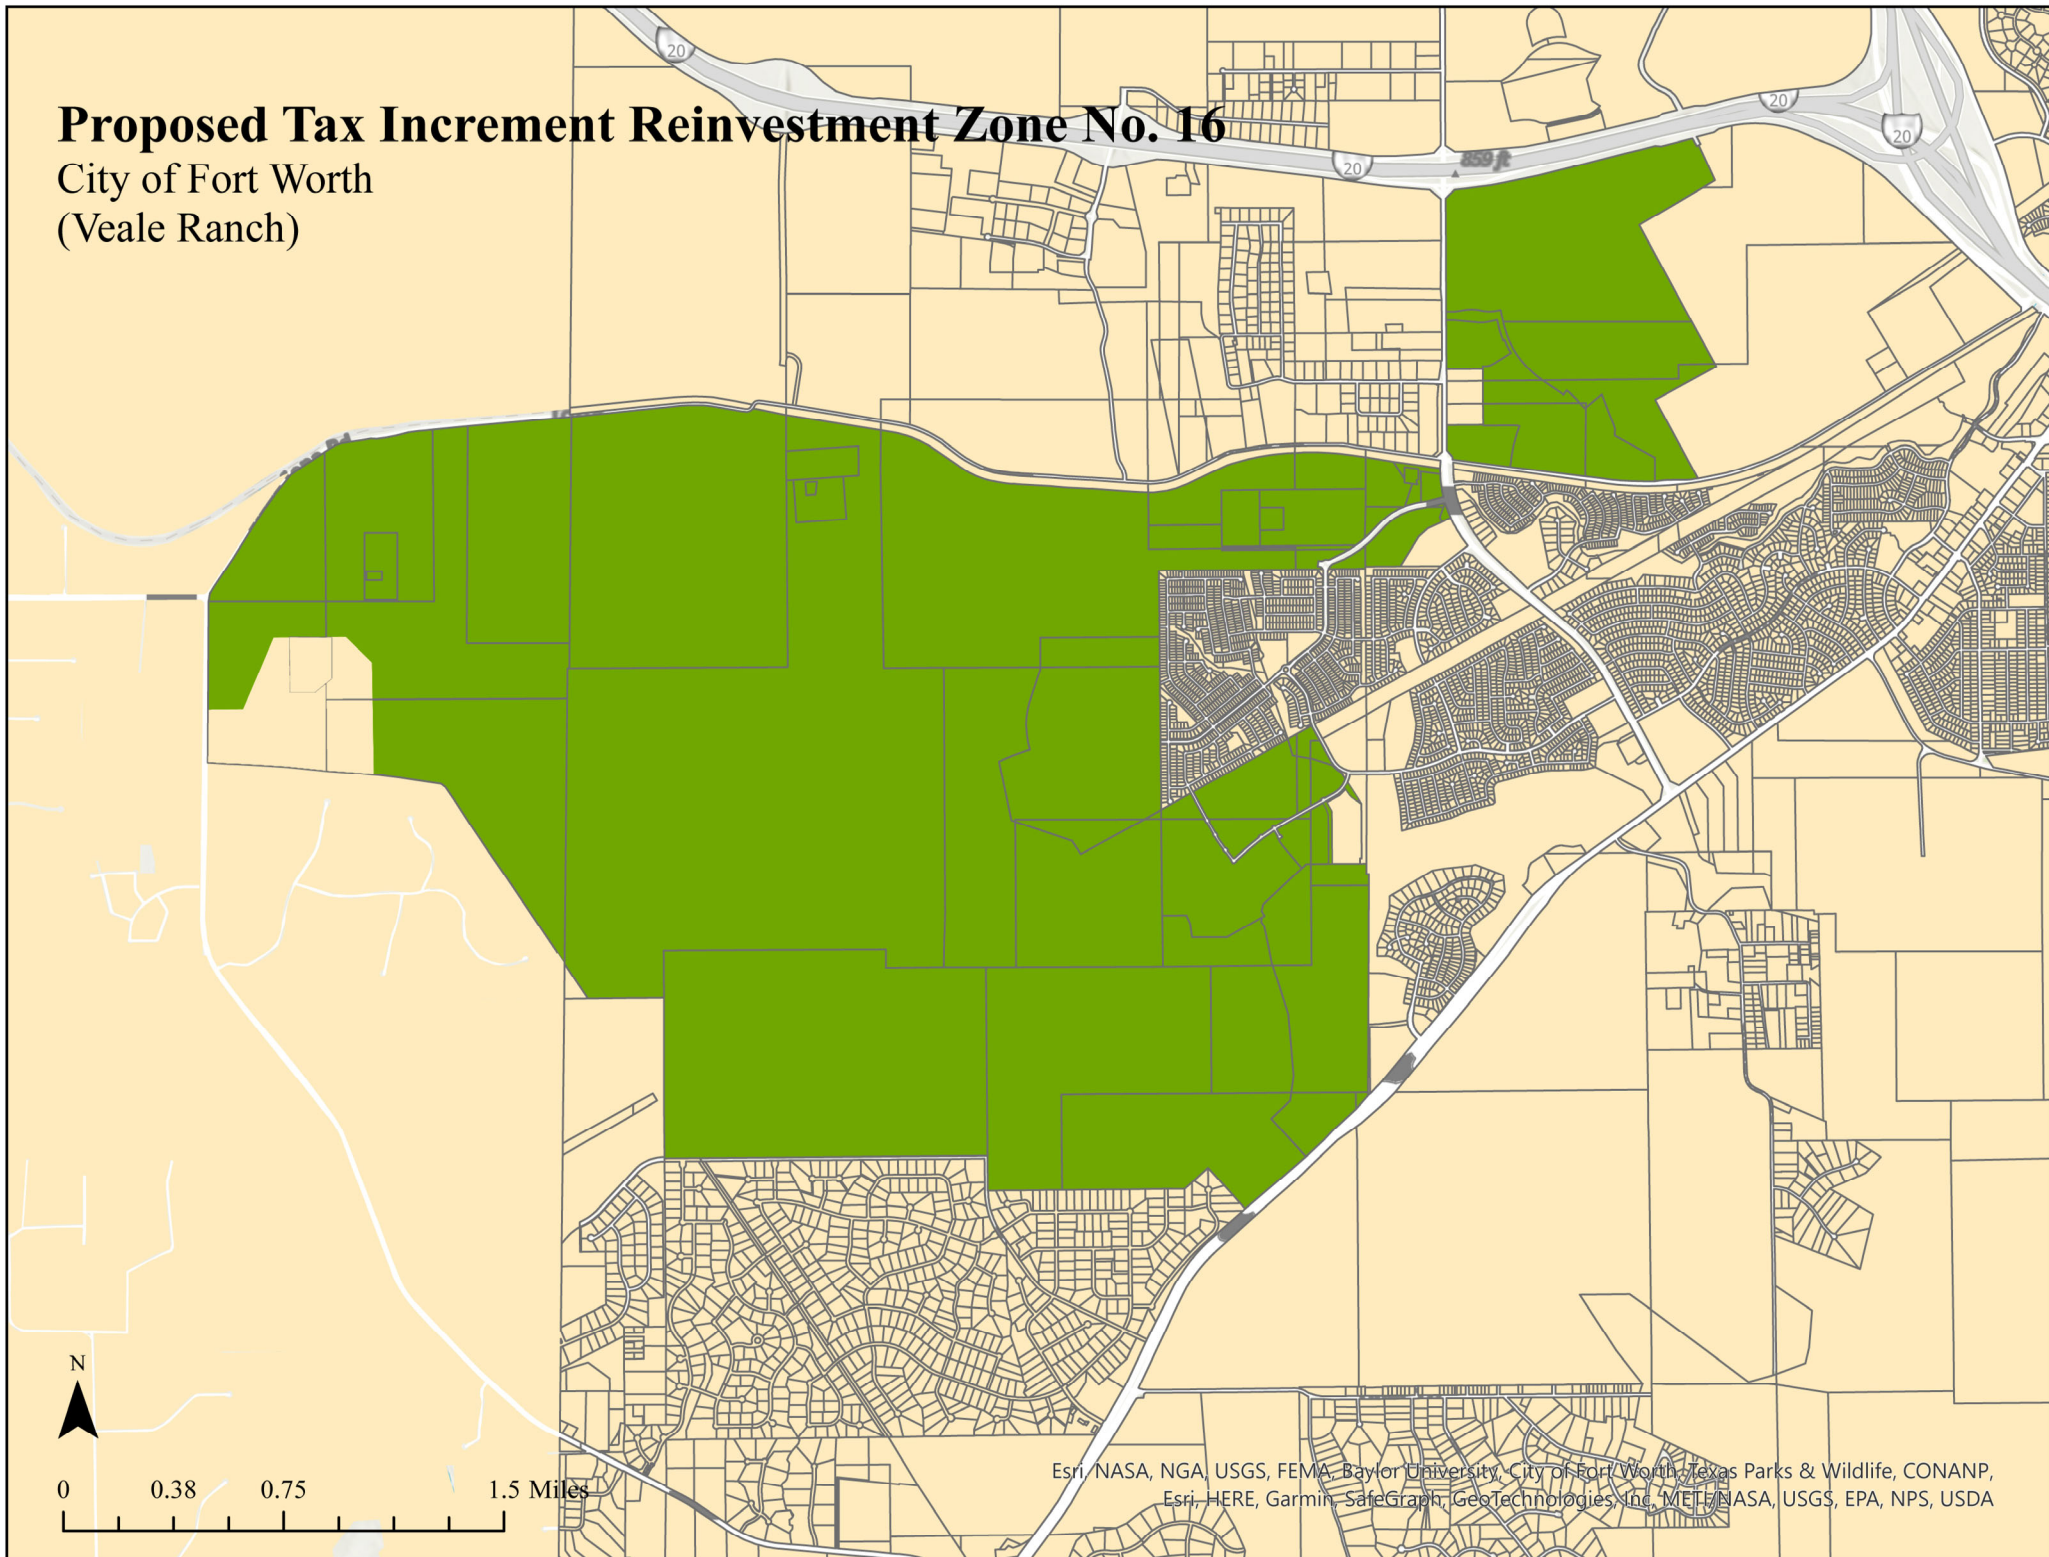 20
Proposed Tax Increment Reinvestment Zone No. 16
City of Fort Worth
(Veale Ranch)
20
20
20
859 ft
N
0 0.38 0.75 1.5 Miles
Esri, NASA, NGA, USGS, FEMA, Baylor University, City of Fort Worth, Texas Parks & Wildlife, CONANP,
Esri, HERE, Garmin, SafeGraph, GeoTechnologies, Inc, METI/NASA, USGS, EPA, NPS, USDA